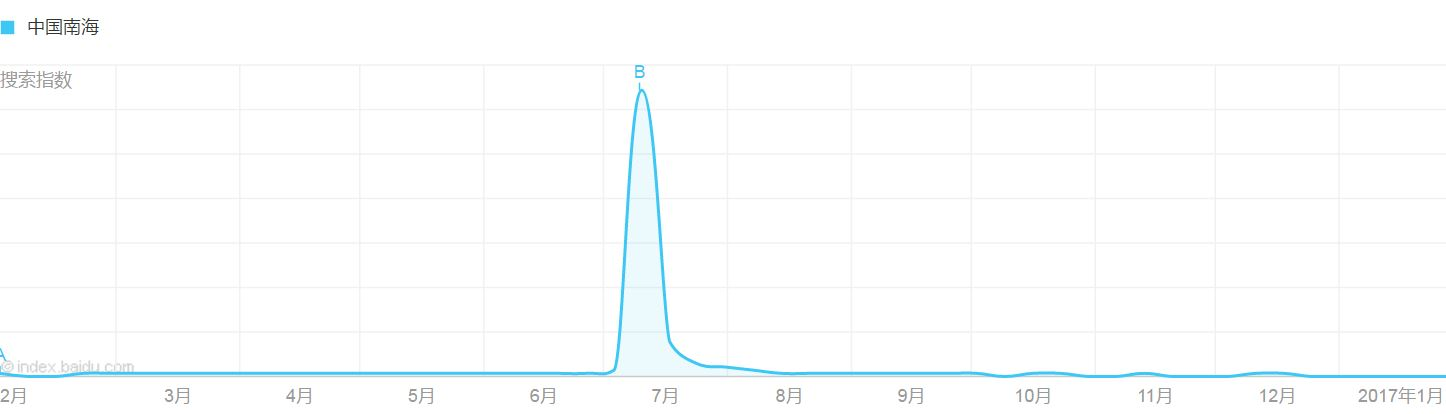 中国南海
搜索指数
B
A
© index.baidu.com
2月 3月 4月 5月 6月 7月 8月 9月 10月 11月 12月 2017年1月